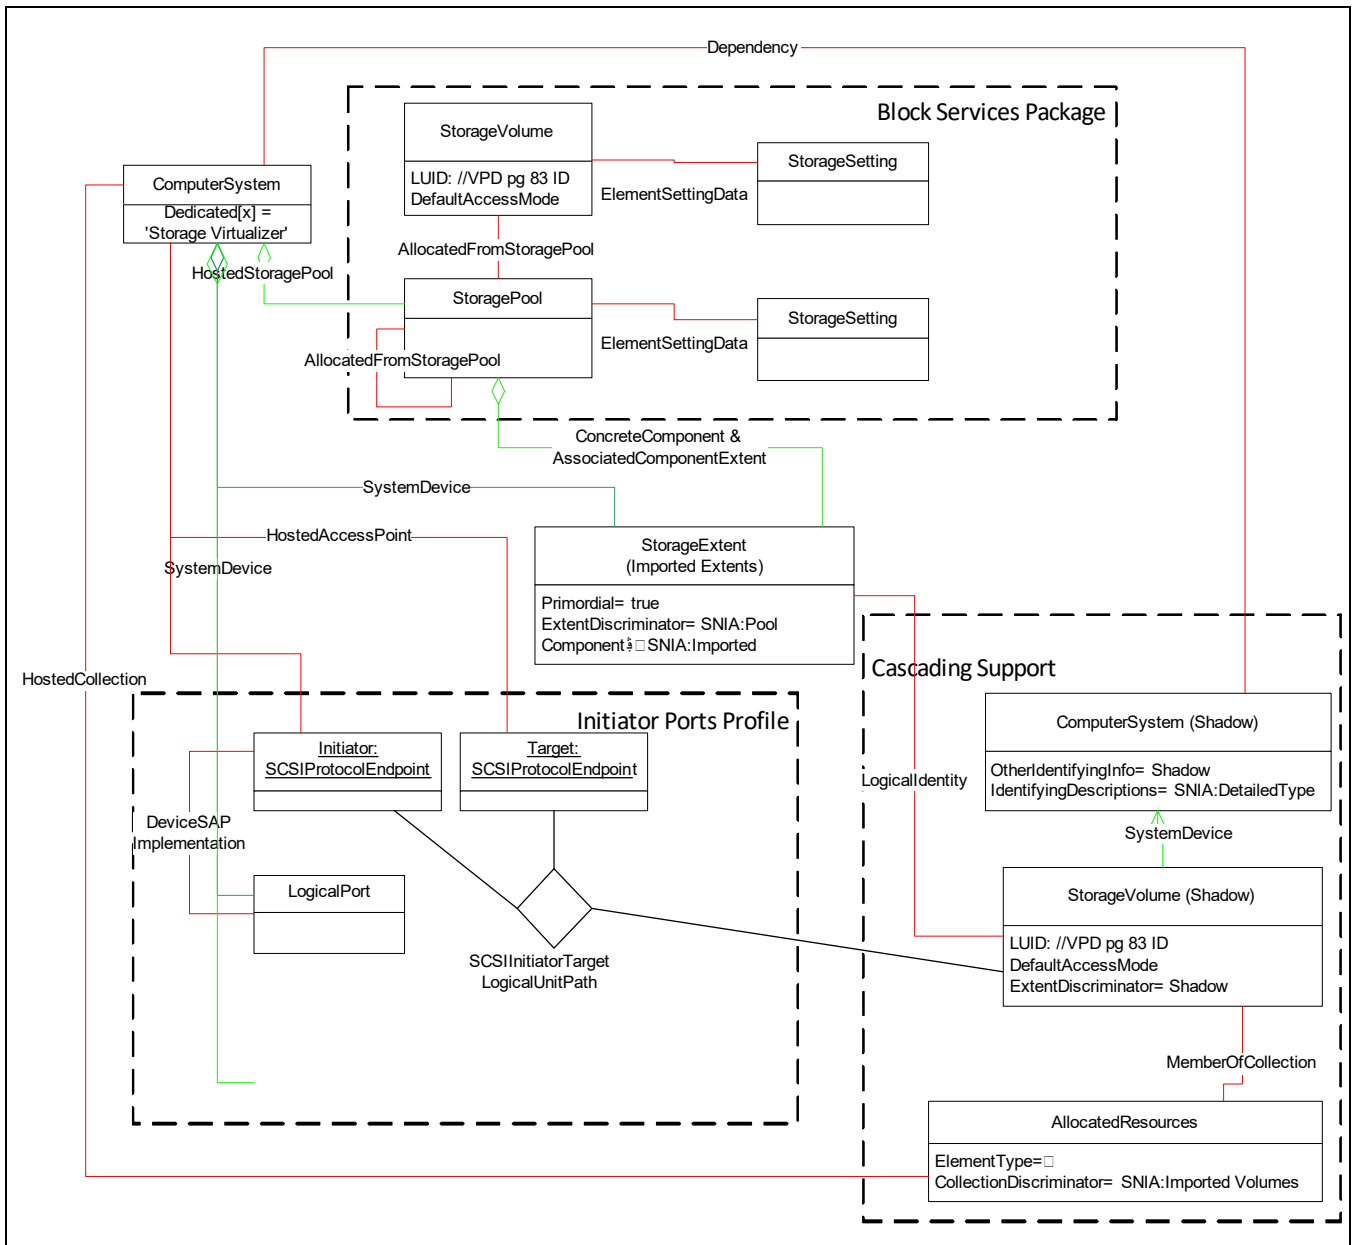 Dependency
Block Services Package
StorageVolume
LUID: //VPD pg 83 ID
DefaultAccessMode
StorageSetting
ElementSettingData
ComputerSystem
Dedicated[x] =
'Storage Virtualizer'
HostedStoragePool
AllocatedFromStoragePool
StoragePool
StorageSetting
ElementSettingData
AllocatedFromStoragePool
ConcreteComponent &
AssociatedComponentExtent
SystemDevice
HostedAccessPoint
SystemDevice
StorageExtent
(Imported Extents)
Primordial= true
ExtentDiscriminator= SNIA:Pool
Component SNIA:Imported
HostedCollection
Cascading Support
Initiator Ports Profile
ComputerSystem (Shadow)
OtherIdentifyingInfo= Shadow
IdentifyingDescriptions= SNIA:DetailedType
Initiator:
SCSIProtocolEndpoint
Target:
SCSIProtocolEndpoint
LogicalIdentity
DeviceSAP
Implementation
SystemDevice
LogicalPort
StorageVolume (Shadow)
LUID: //VPD pg 83 ID
DefaultAccessMode
ExtentDiscriminator= Shadow
SCSIInitiatorTarget
LogicalUnitPath
MemberOfCollection
AllocatedResources
ElementType=
CollectionDiscriminator= SNIA:Imported Volumes